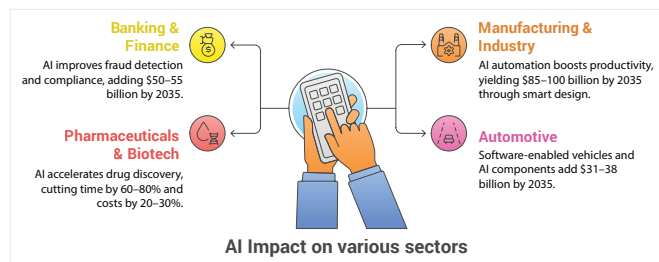 Banking &
Finance
AI improves fraud detection
and compliance, adding $50–55
billion by 2035.
Pharmaceuticals
& Biotech
AI accelerates drug discovery,
cutting time by 60–80% and
costs by 20–30%.
Manufacturing &
Industry
AI automation boosts productivity,
yielding $85–100 billion by 2035
through smart design.
Automotive
Software-enabled vehicles and
AI components add $31–38
billion by 2035.
AI Impact on various sectors